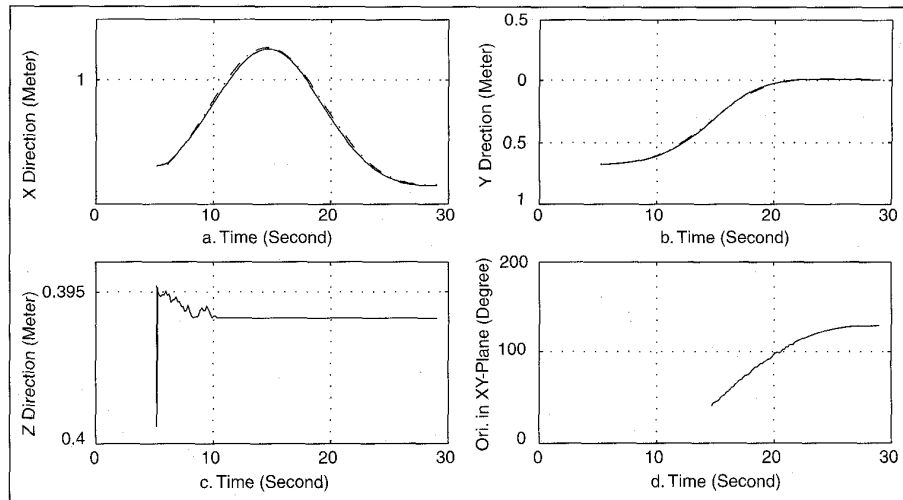 X Direction (Meter)
1
0 10 20 30
a. Time (Second)
Y Direction (Meter)
0.5
0
0.5
1
0 10 20 30
b. Time (Second)
Z Direction (Meter)
0.395
0.4
0 10 20 30
c. Time (Second)
Ori. in XY-Plane (Degree)
200
100
0
0 10 20 30
d. Time (Second)